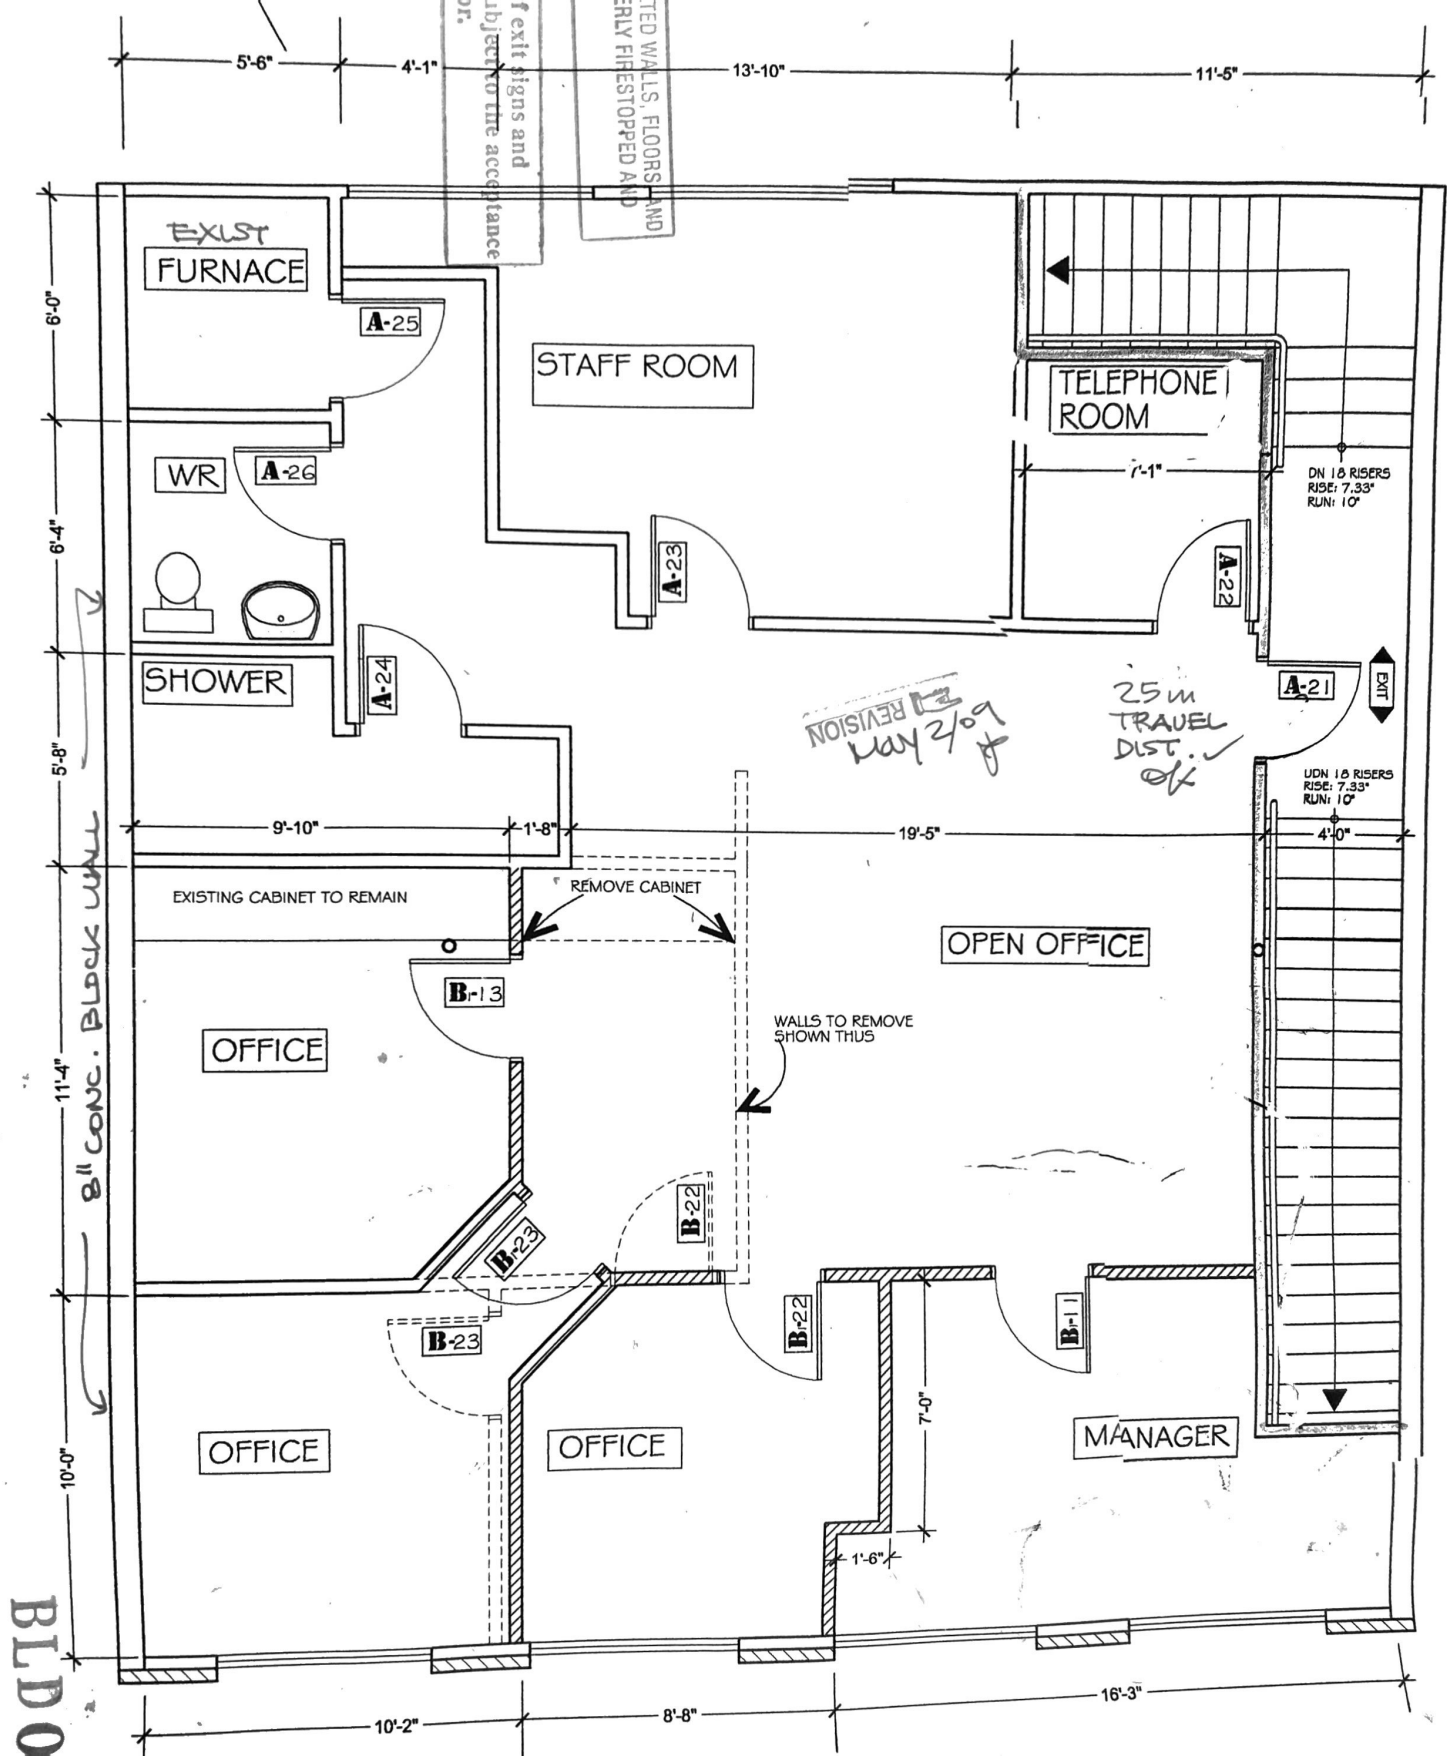 5'-6"
4'-1"
13'-10"
11'-5"
f exit signs and
ubject to the acceptance
or.
TED WALLS, FLOORS AND
ERLY FIRESTOPPED AND
EXIST
FURNACE
A-25
6'-0"
STAFF ROOM
TELEPHONE
ROOM
WR
A-26
7'-1"
DN 18 RISERS
RISE: 7.33"
RUN: 10"
6'-4"
A-23
A-22
SHOWER
A-24
A-21
EXIT
REVISION
MAY 2/09
25m
TRAVEL
DIST.
OK
5'-8"
UDN 18 RISERS
RISE: 7.33"
RUN: 10"
9'-10"
1'-8"
19'-5"
4'-0"
EXISTING CABINET TO REMAIN
REMOVE CABINET
OPEN OFFICE
8" CONC. BLOCK WALL
B-13
WALLS TO REMOVE
SHOWN THUS
OFFICE
11'-4"
B-22
B-23
B-23
B-22
B-11
7'-0"
OFFICE
OFFICE
MANAGER
10'-0"
1'-6"
BLDO
10'-2"
8'-8"
16'-3"